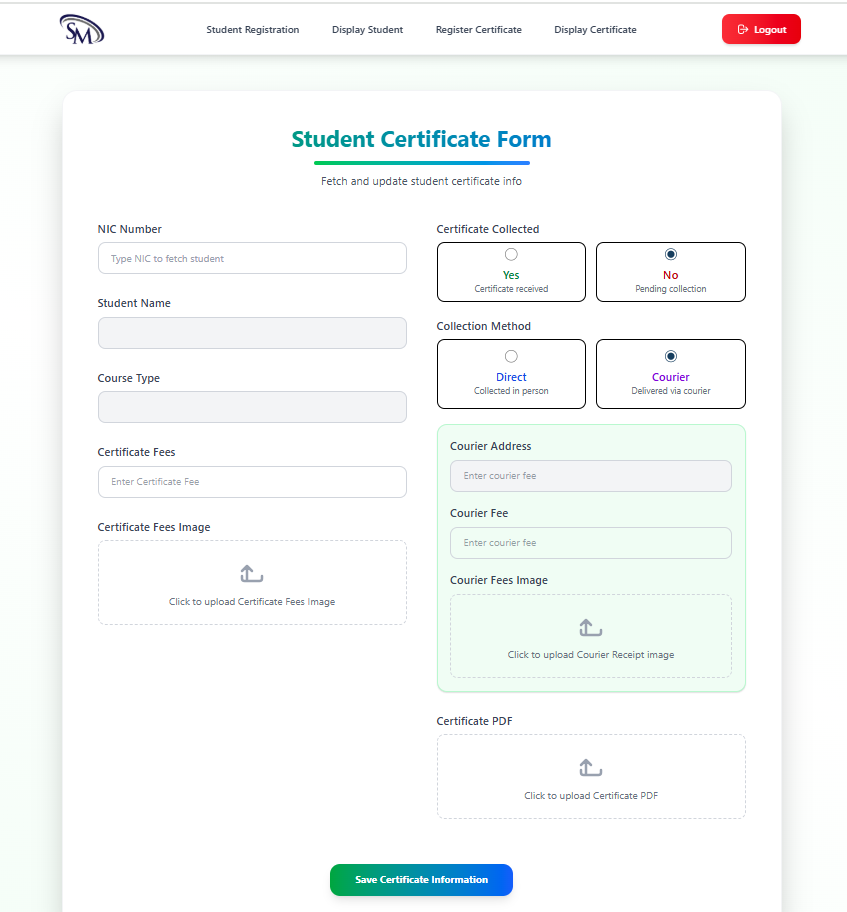 SM
Student Registration
Display Student
Register Certificate
Display Certificate
Logout
Student Certificate Form
Fetch and update student certificate info
NIC Number
Type NIC to fetch student
Student Name
Course Type
Certificate Fees
Enter Certificate Fee
Certificate Fees Image
Click to upload Certificate Fees Image
Certificate Collected
Yes
Certificate received
No
Pending collection
Collection Method
Direct
Collected in person
Courier
Delivered via courier
Courier Address
Enter courier fee
Courier Fee
Enter courier fee
Courier Fees Image
Click to upload Courier Receipt image
Certificate PDF
Click to upload Certificate PDF
Save Certificate Information